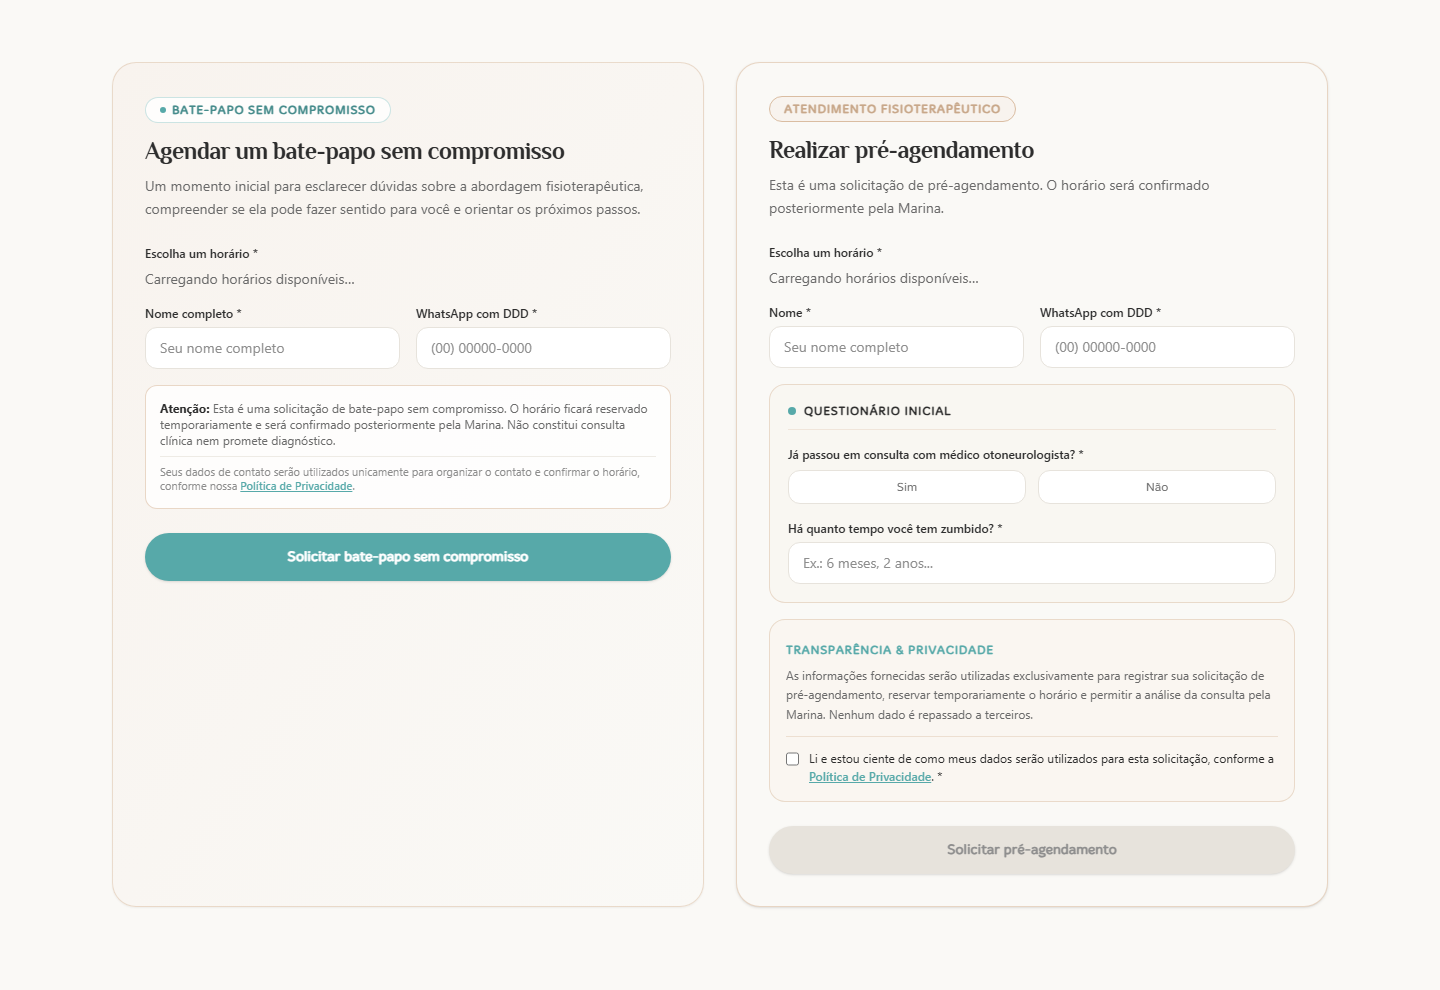 BATE-PAPO SEM COMPROMISSO
Agendar um bate-papo sem compromisso
Um momento inicial para esclarecer dúvidas sobre a abordagem fisioterapêutica,
compreender se ela pode fazer sentido para você e orientar os próximos passos.
Escolha um horário *
Carregando horários disponíveis...
Nome completo *
WhatsApp com DDD *
Seu nome completo
(00) 00000-0000
Atenção: Esta é uma solicitação de bate-papo sem compromisso. O horário ficará reservado
temporariamente e será confirmado posteriormente pela Marina. Não constitui consulta
clínica nem promete diagnóstico.
Seus dados de contato serão utilizados unicamente para organizar o contato e confirmar o horário,
conforme nossa Política de Privacidade.
Solicitar bate-papo sem compromisso
ATENDIMENTO FISIOTERAPÊUTICO
Realizar pré-agendamento
Esta é uma solicitação de pré-agendamento. O horário será confirmado
posteriormente pela Marina.
Escolha um horário *
Carregando horários disponíveis...
Nome *
WhatsApp com DDD *
Seu nome completo
(00) 00000-0000
QUESTIONÁRIO INICIAL
Já passou em consulta com médico otoneurologista? *
Sim
Não
Há quanto tempo você tem zumbido? *
Ex.: 6 meses, 2 anos...
TRANSPARÊNCIA & PRIVACIDADE
As informações fornecidas serão utilizadas exclusivamente para registrar sua solicitação de
pré-agendamento, reservar temporariamente o horário e permitir a análise da consulta pela
Marina. Nenhum dado é repassado a terceiros.
Li e estou ciente de como meus dados serão utilizados para esta solicitação, conforme a
Política de Privacidade. *
Solicitar pré-agendamento